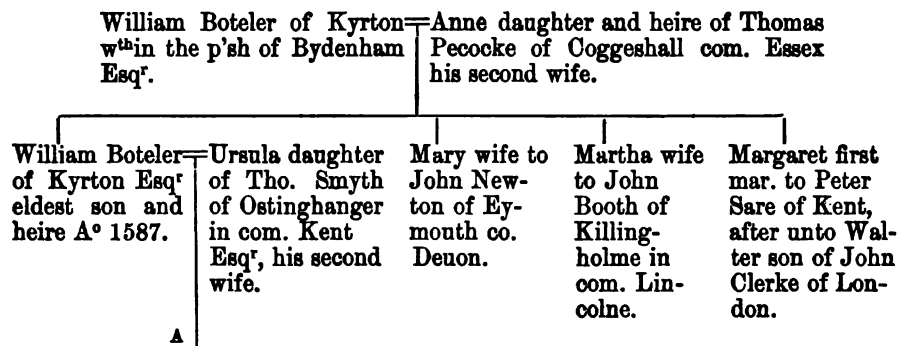 William Boteler of Kyrton
wᵗʰin the p'sh of Bydenham
Esqʳ.
Anne daughter and heire of Thomas
Pecocke of Coggeshall com. Essex
his second wife.
William Boteler
of Kyrton Esqʳ
eldest son and
heire Aᵒ 1587.
Ursula daughter
of Tho. Smyth
of Ostinghanger
in com. Kent
Esqʳ, his second
wife.
Mary wife to
John New-
ton of Ey-
mouth co.
Deuon.
Martha wife
to John
Booth of
Killing-
holme in
com. Lin-
colne.
Margaret first
mar. to Peter
Sare of Kent,
after unto Wal-
ter son of John
Clerke of Lon-
don.
A